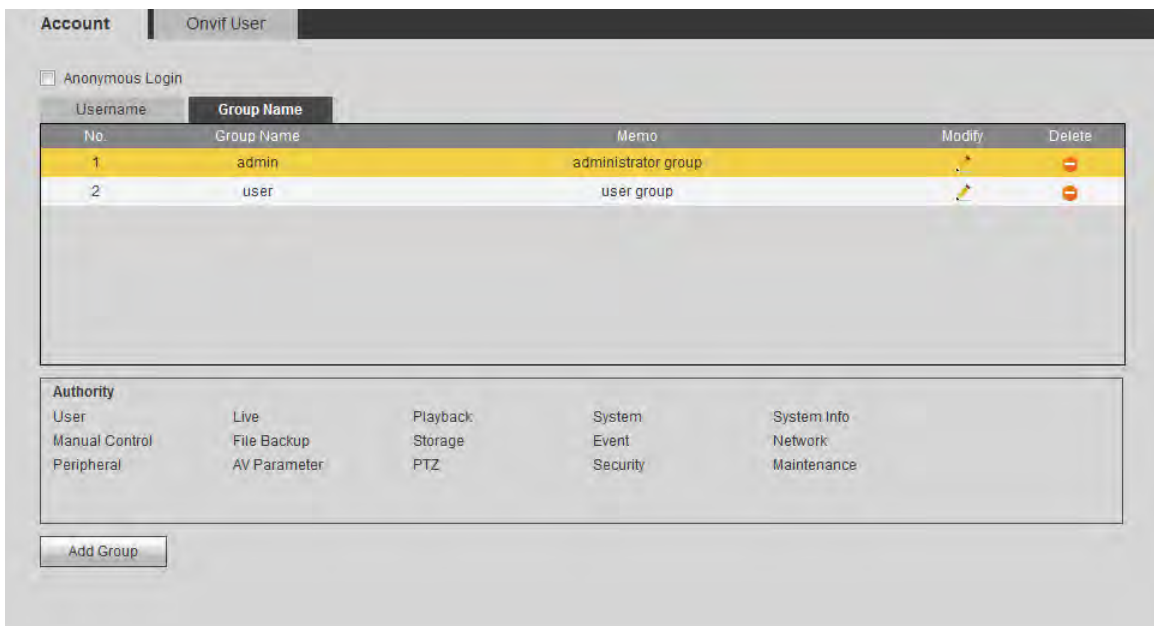 Account Onvif User
Anonymous Login
Username Group Name
No. Group Name Memo Modify Delete
1 admin administrator group
2 user user group
Authority
User Live Playback System System Info
Manual Control File Backup Storage Event Network
Peripheral AV Parameter PTZ Security Maintenance
Add Group